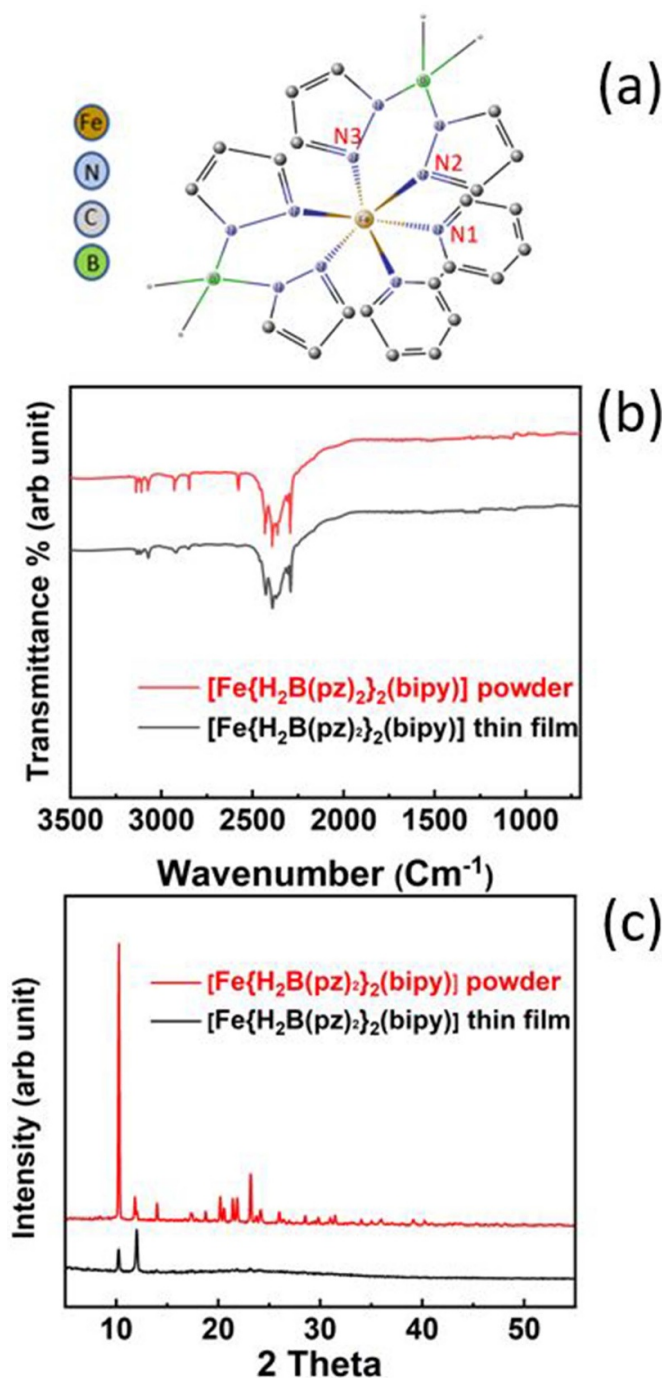 (a)
Fe
N
C
B
N3
N2
N1
Fe
(b)
Transmittance % (arb unit)
[Fe{H₂B(pz)₂}₂(bipy)] powder
[Fe{H₂B(pz)₂}₂(bipy)] thin film
3500 3000 2500 2000 1500 1000
Wavenumber (Cm⁻¹)
(c)
Intensity (arb unit)
[Fe{H₂B(pz)₂}₂(bipy)] powder
[Fe{H₂B(pz)₂}₂(bipy)] thin film
10 20 30 40 50
2 Theta